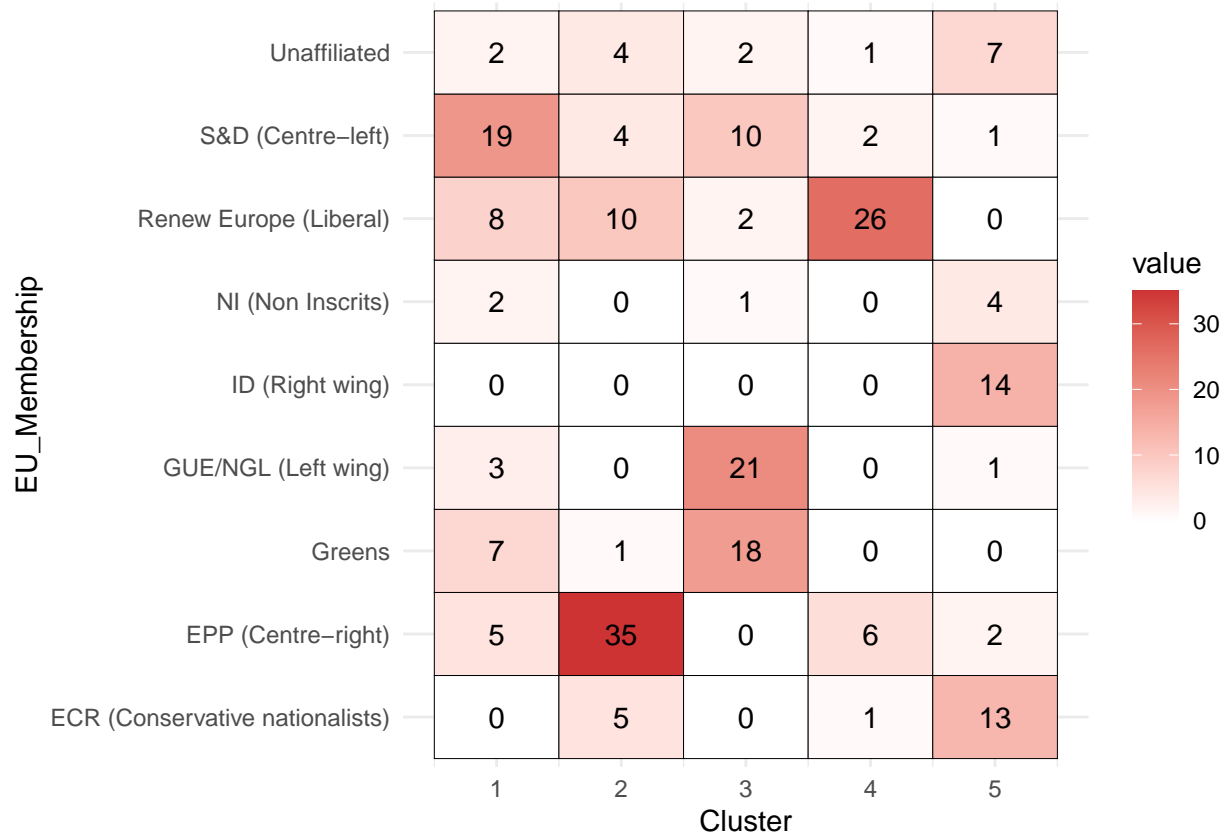 Unaffiliated 2 4 2 1 7
S&D (Centre−left) 19 4 10 2 1
Renew Europe (Liberal) 8 10 2 26 0
NI (Non Inscrits) 2 0 1 0 4
ID (Right wing) 0 0 0 0 14
GUE/NGL (Left wing) 3 0 21 0 1
Greens 7 1 18 0 0
EPP (Centre−right) 5 35 0 6 2
ECR (Conservative nationalists) 0 5 0 1 13
1 2 3 4 5
Cluster
EU_Membership
value
30
20
10
0